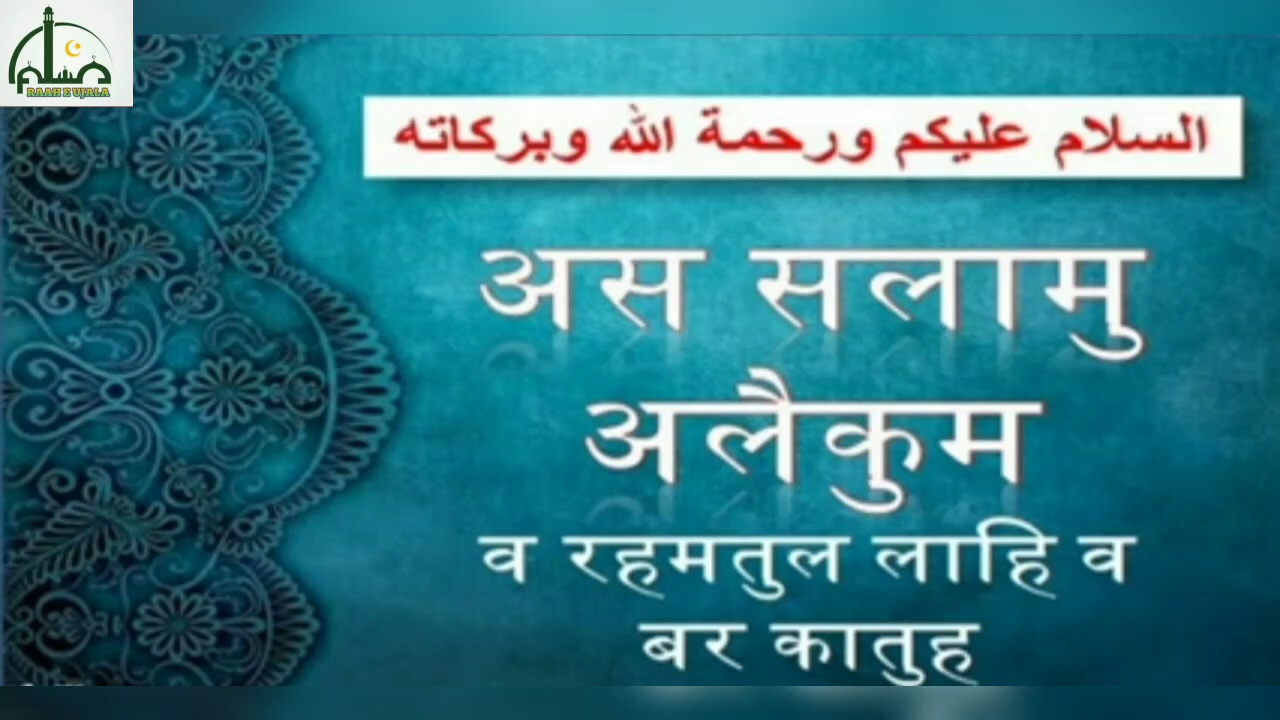 RAAH E UJALA
السلام عليكم ورحمة الله وبركاته
अस सलामु
अलैकुम
व रहमतुल लाहि व
बर कातुह